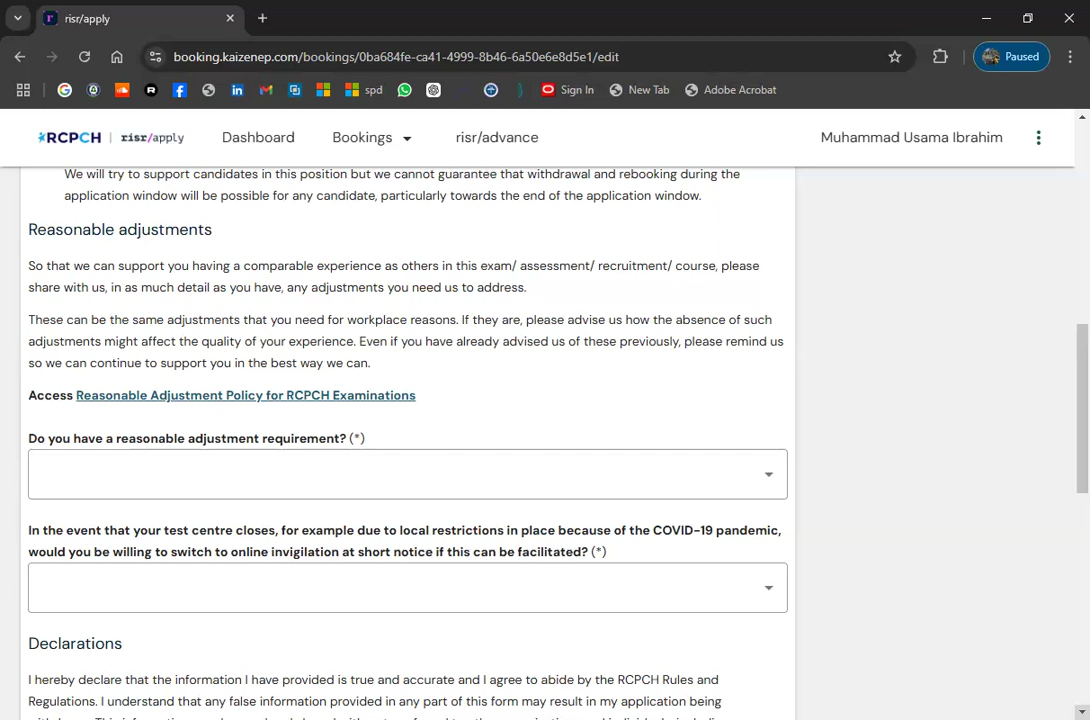 risr/apply
booking.kaizenep.com/bookings/0ba684fe-ca41-4999-8b46-6a50e6e8d5e1/edit
Paused
spd
Sign In
New Tab
Adobe Acrobat
RCPCH | risr/apply
Dashboard
Bookings
risr/advance
Muhammad Usama Ibrahim
We will try to support candidates in this position but we cannot guarantee that withdrawal and rebooking during the
application window will be possible for any candidate, particularly towards the end of the application window.
Reasonable adjustments
So that we can support you having a comparable experience as others in this exam/ assessment/ recruitment/ course, please
share with us, in as much detail as you have, any adjustments you need us to address.
These can be the same adjustments that you need for workplace reasons. If they are, please advise us how the absence of such
adjustments might affect the quality of your experience. Even if you have already advised us of these previously, please remind us
so we can continue to support you in the best way we can.
Access Reasonable Adjustment Policy for RCPCH Examinations
Do you have a reasonable adjustment requirement? (*)
In the event that your test centre closes, for example due to local restrictions in place because of the COVID-19 pandemic,
would you be willing to switch to online invigilation at short notice if this can be facilitated? (*)
Declarations
I hereby declare that the information I have provided is true and accurate and I agree to abide by the RCPCH Rules and
Regulations. I understand that any false information provided in any part of this form may result in my application being